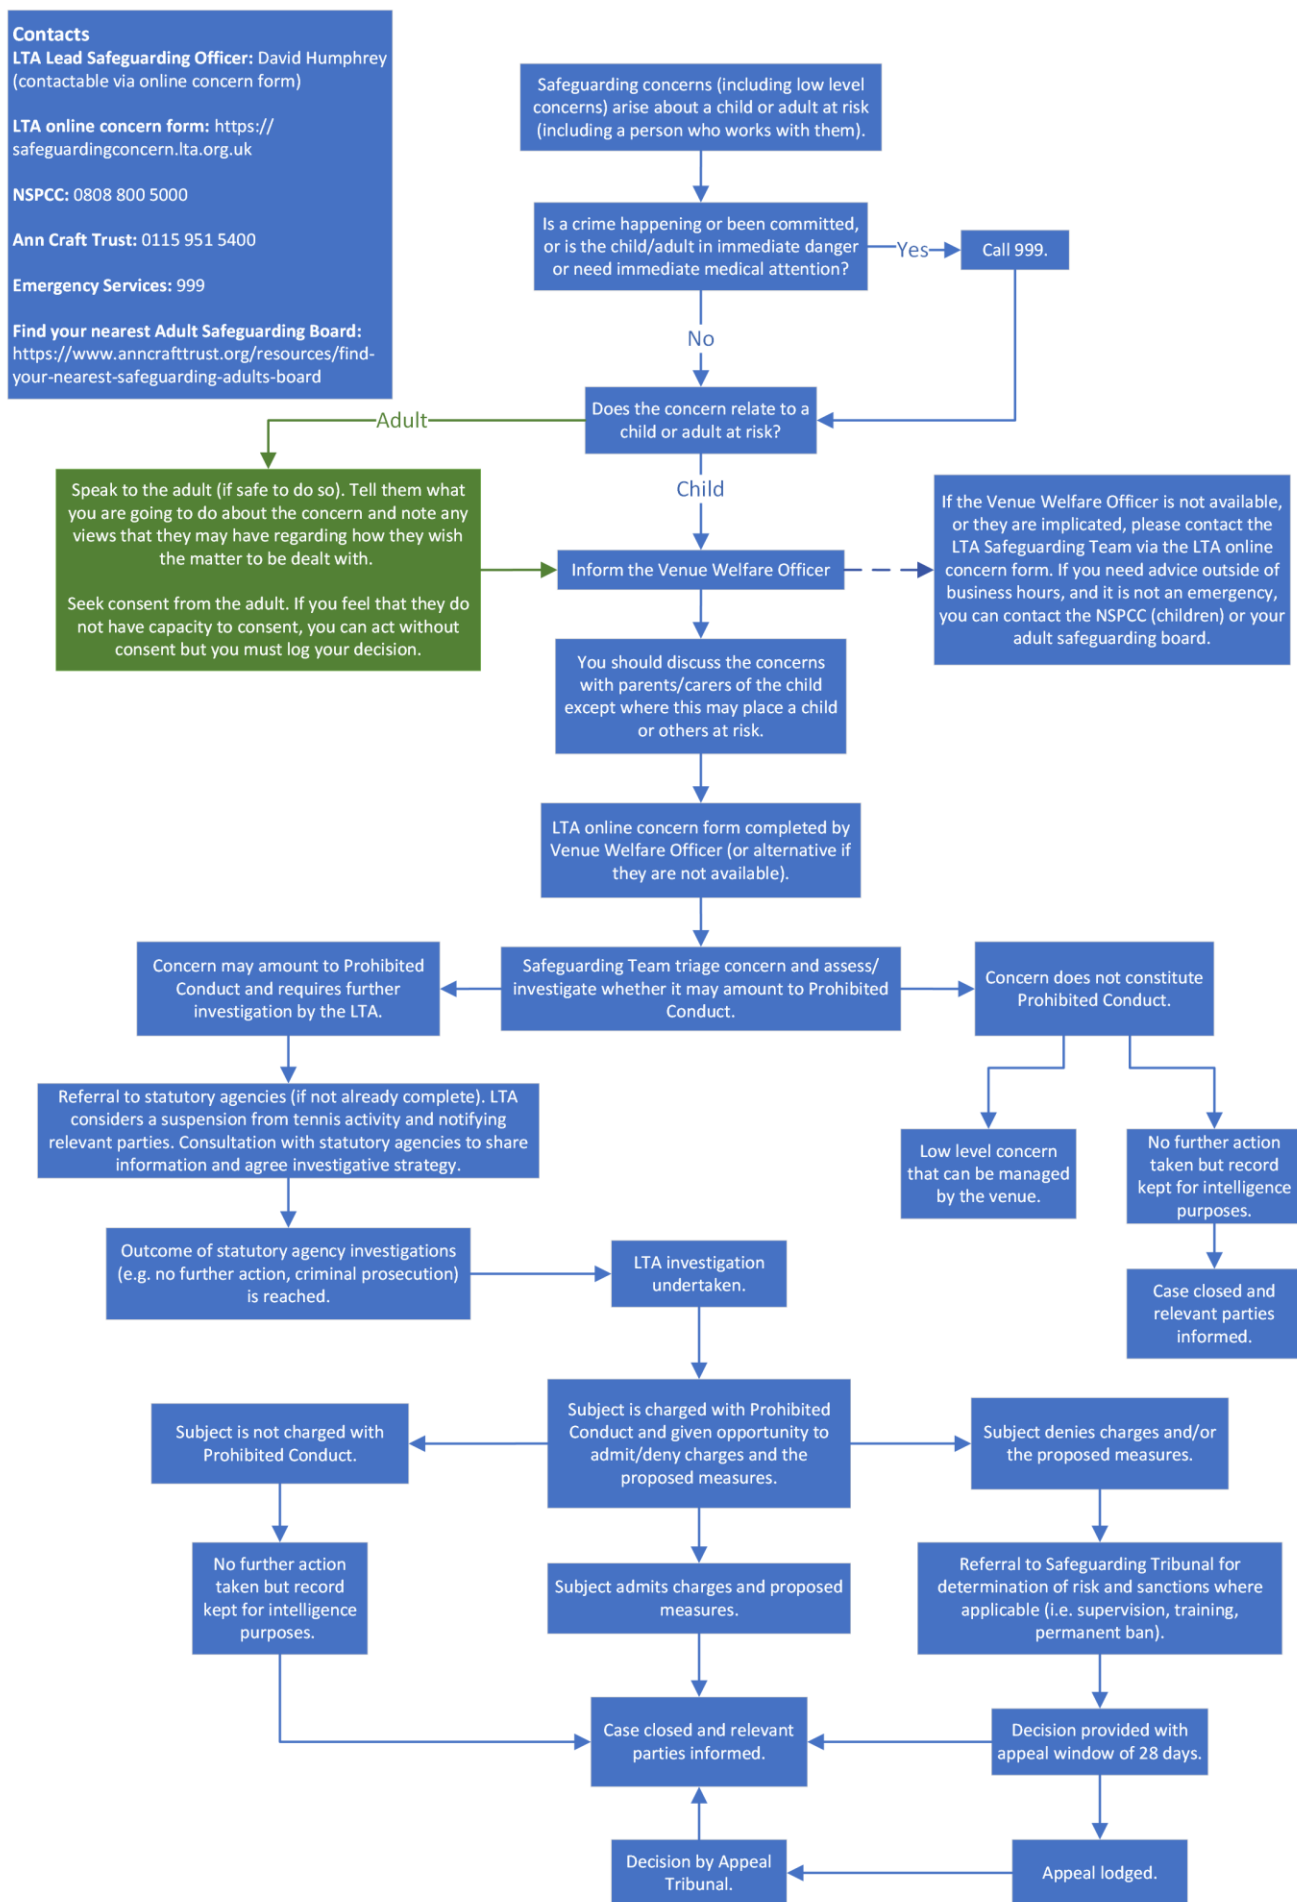 Contacts
LTA Lead Safeguarding Officer: David Humphrey
(contactable via online concern form)
LTA online concern form: https://
safeguardingconcern.lta.org.uk
NSPCC: 0808 800 5000
Ann Craft Trust: 0115 951 5400
Emergency Services: 999
Find your nearest Adult Safeguarding Board:
https://www.anncrafttrust.org/resources/find-
your-nearest-safeguarding-adults-board
Safeguarding concerns (including low level
concerns) arise about a child or adult at risk
(including a person who works with them).
Is a crime happening or been committed,
or is the child/adult in immediate danger
or need immediate medical attention?
Yes
Call 999.
No
Does the concern relate to a
child or adult at risk?
Adult
Speak to the adult (if safe to do so). Tell them what
you are going to do about the concern and note any
views that they may have regarding how they wish
the matter to be dealt with.
Seek consent from the adult. If you feel that they do
not have capacity to consent, you can act without
consent but you must log your decision.
Child
Inform the Venue Welfare Officer
If the Venue Welfare Officer is not available,
or they are implicated, please contact the
LTA Safeguarding Team via the LTA online
concern form. If you need advice outside of
business hours, and it is not an emergency,
you can contact the NSPCC (children) or your
adult safeguarding board.
You should discuss the concerns
with parents/carers of the child
except where this may place a child
or others at risk.
LTA online concern form completed by
Venue Welfare Officer (or alternative if
they are not available).
Concern may amount to Prohibited
Conduct and requires further
investigation by the LTA.
Safeguarding Team triage concern and assess/
investigate whether it may amount to Prohibited
Conduct.
Concern does not constitute
Prohibited Conduct.
Referral to statutory agencies (if not already complete). LTA
considers a suspension from tennis activity and notifying
relevant parties. Consultation with statutory agencies to share
information and agree investigative strategy.
Low level concern
that can be managed
by the venue.
No further action
taken but record
kept for intelligence
purposes.
Outcome of statutory agency investigations
(e.g. no further action, criminal prosecution)
is reached.
LTA investigation
undertaken.
Case closed and
relevant parties
informed.
Subject is not charged with
Prohibited Conduct.
Subject is charged with Prohibited
Conduct and given opportunity to
admit/deny charges and the
proposed measures.
Subject denies charges and/or
the proposed measures.
No further action
taken but record
kept for intelligence
purposes.
Subject admits charges and proposed
measures.
Referral to Safeguarding Tribunal for
determination of risk and sanctions where
applicable (i.e. supervision, training,
permanent ban).
Case closed and relevant
parties informed.
Decision provided with
appeal window of 28 days.
Decision by Appeal
Tribunal.
Appeal lodged.